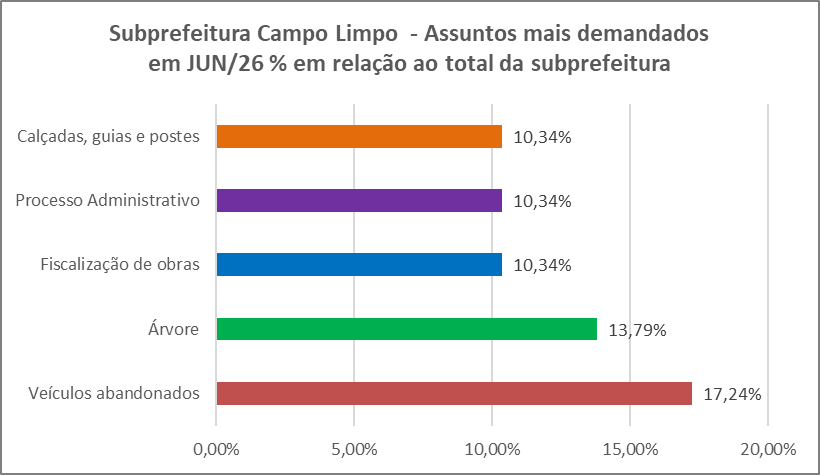 Subprefeitura Campo Limpo  - Assuntos mais demandados
em JUN/26 % em relação ao total da subprefeitura
Calçadas, guias e postes
10,34%
Processo Administrativo
10,34%
Fiscalização de obras
10,34%
Árvore
13,79%
Veículos abandonados
17,24%
0,00%
5,00%
10,00%
15,00%
20,00%